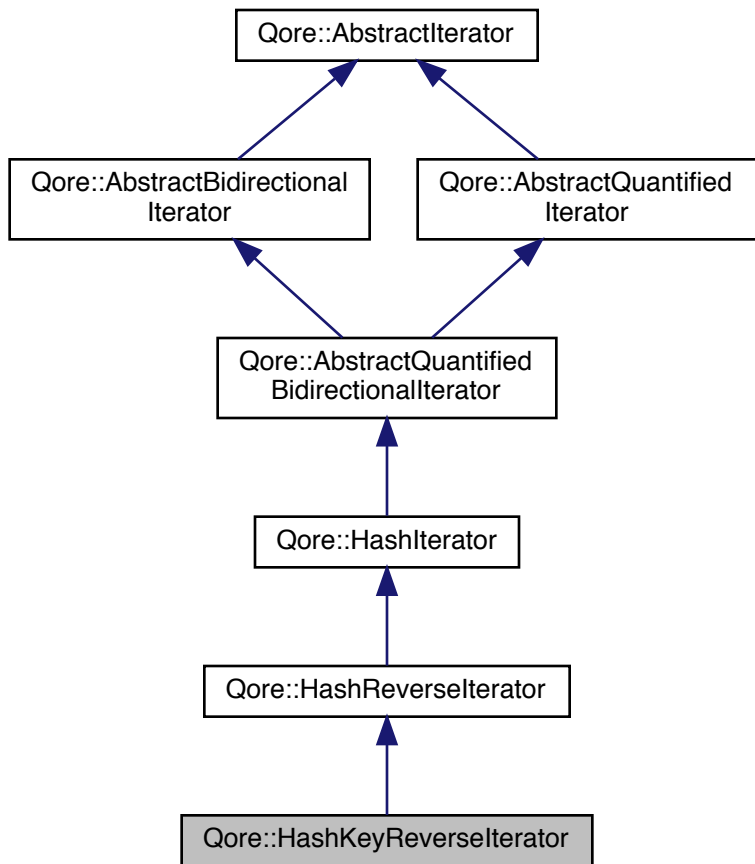 Qore::AbstractIterator
Qore::AbstractBidirectional
Iterator
Qore::AbstractQuantified
Iterator
Qore::AbstractQuantified
BidirectionalIterator
Qore::HashIterator
Qore::HashReverseIterator
Qore::HashKeyReverseIterator